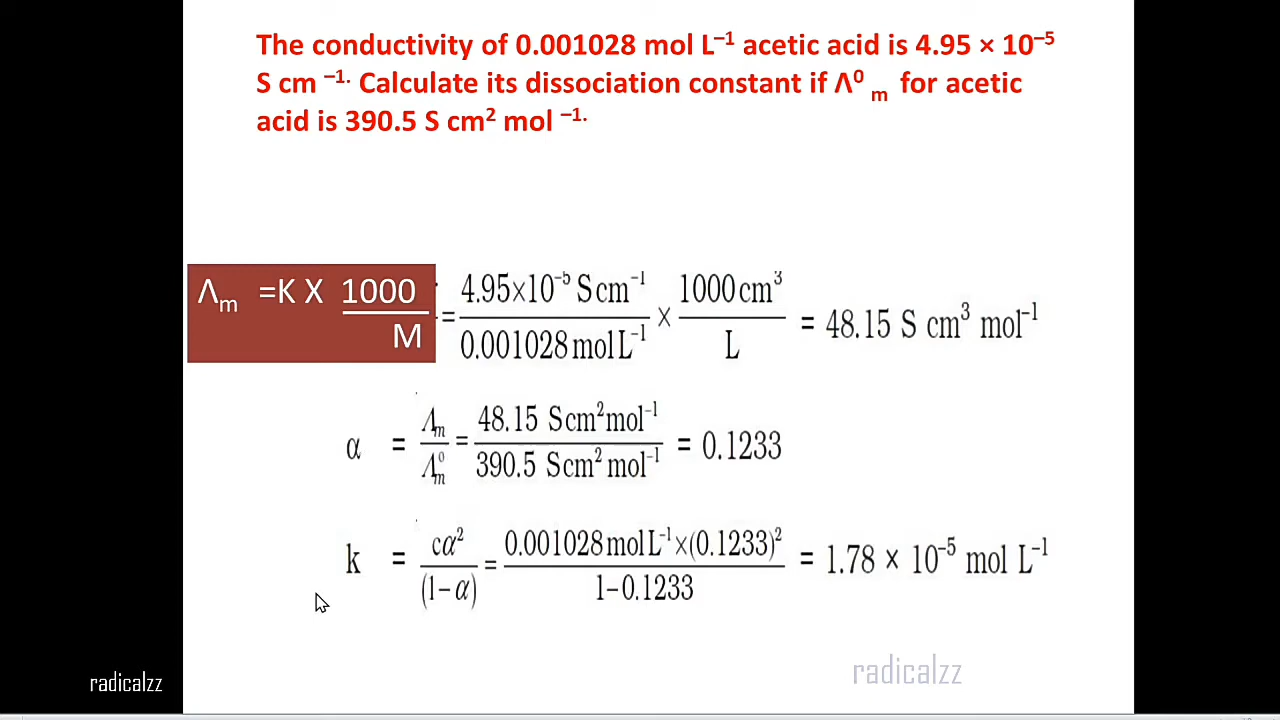 The conductivity of 0.001028 mol L⁻¹ acetic acid is 4.95 × 10⁻⁵
S cm ⁻¹· Calculate its dissociation constant if Λ⁰ ₘ for acetic
acid is 390.5 S cm² mol ⁻¹·
Λₘ =K X 1000 / M = 4.95×10⁻⁵ S cm⁻¹ / 0.001028 mol L⁻¹ × 1000 cm³ / L = 48.15 S cm³ mol⁻¹
α = Λₘ / Λ⁰ₘ = 48.15 S cm² mol⁻¹ / 390.5 S cm² mol⁻¹ = 0.1233
k = cα² / (1–α) = 0.001028 mol L⁻¹×(0.1233)² / 1–0.1233 = 1.78 × 10⁻⁵ mol L⁻¹
radicalzz
radicalzz